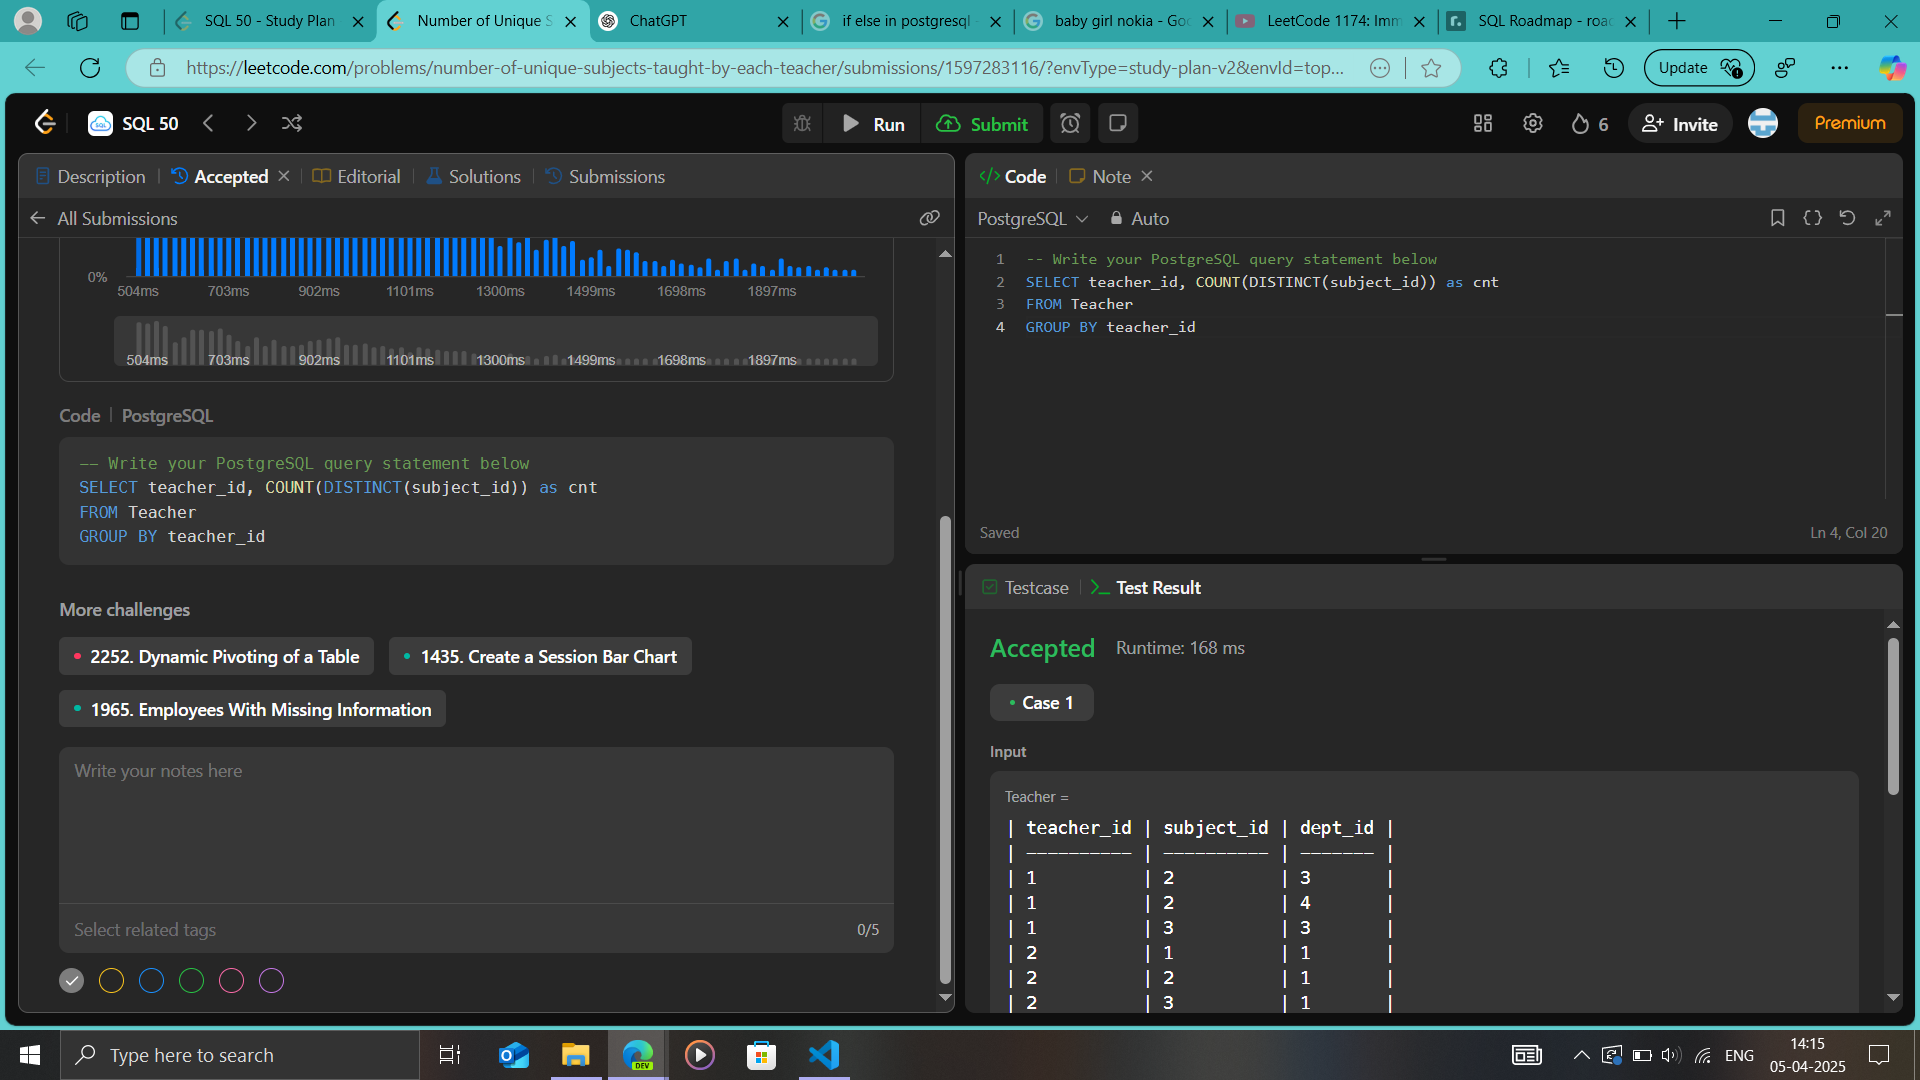 SQL 50 - Study Plan
Number of Unique S
ChatGPT
if else in postgresql -
baby girl nokia - Goo
LeetCode 1174: Imm
SQL Roadmap - road
https://leetcode.com/problems/number-of-unique-subjects-taught-by-each-teacher/submissions/1597283116/?envType=study-plan-v2&envId=top...
Update
SQL 50
Run
Submit
6
Invite
Premium
Description
Accepted
Editorial
Solutions
Submissions
All Submissions
0%
504ms 703ms 902ms 1101ms 1300ms 1499ms 1698ms 1897ms
504ms 703ms 902ms 1101ms 1300ms 1499ms 1698ms 1897ms
Code | PostgreSQL
-- Write your PostgreSQL query statement below
SELECT teacher_id, COUNT(DISTINCT(subject_id)) as cnt
FROM Teacher
GROUP BY teacher_id
More challenges
2252. Dynamic Pivoting of a Table
1435. Create a Session Bar Chart
1965. Employees With Missing Information
Write your notes here
Select related tags
0/5
</> Code
Note
PostgreSQL
Auto
1 -- Write your PostgreSQL query statement below
2 SELECT teacher_id, COUNT(DISTINCT(subject_id)) as cnt
3 FROM Teacher
4 GROUP BY teacher_id
Saved
Ln 4, Col 20
Testcase
Test Result
Accepted
Runtime: 168 ms
Case 1
Input
Teacher =
| teacher_id | subject_id | dept_id |
| ---------- | ---------- | ------- |
| 1 | 2 | 3 |
| 1 | 2 | 4 |
| 1 | 3 | 3 |
| 2 | 1 | 1 |
| 2 | 2 | 1 |
| 2 | 3 | 1 |
Type here to search
DEV
ENG
14:15
05-04-2025